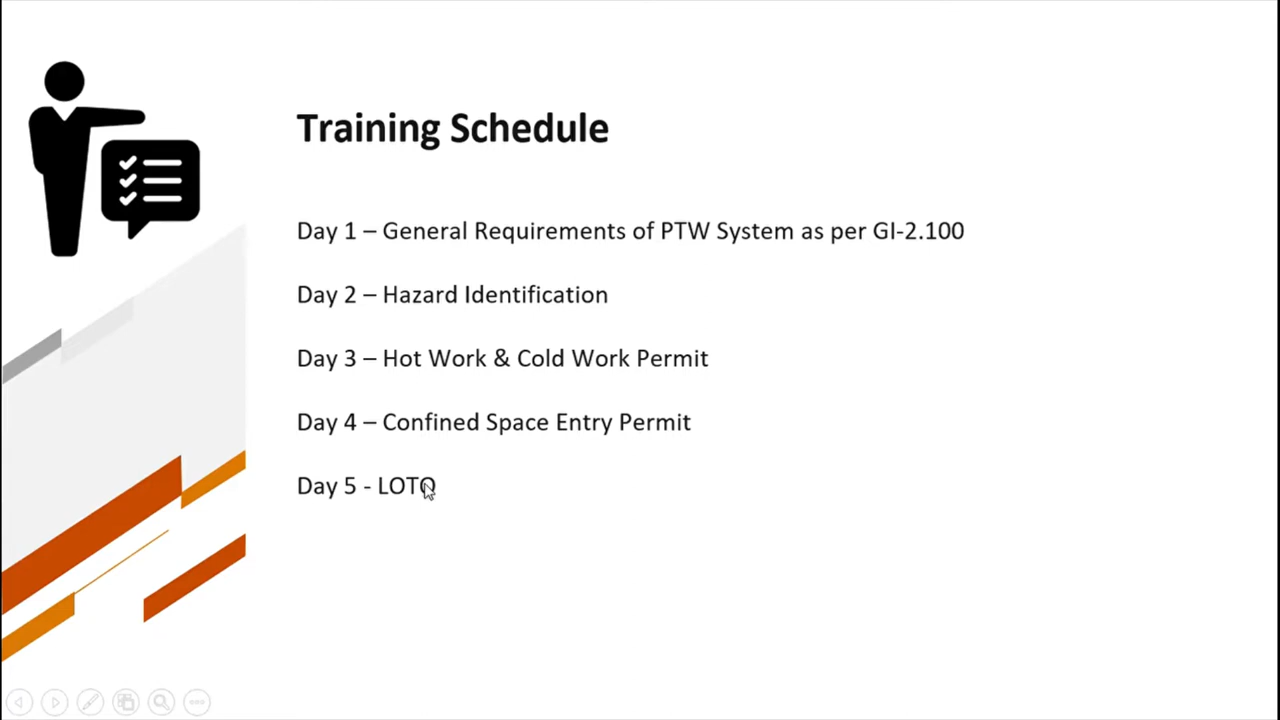 Training Schedule
Day 1 – General Requirements of PTW System as per GI-2.100
Day 2 – Hazard Identification
Day 3 – Hot Work & Cold Work Permit
Day 4 – Confined Space Entry Permit
Day 5 - LOTO